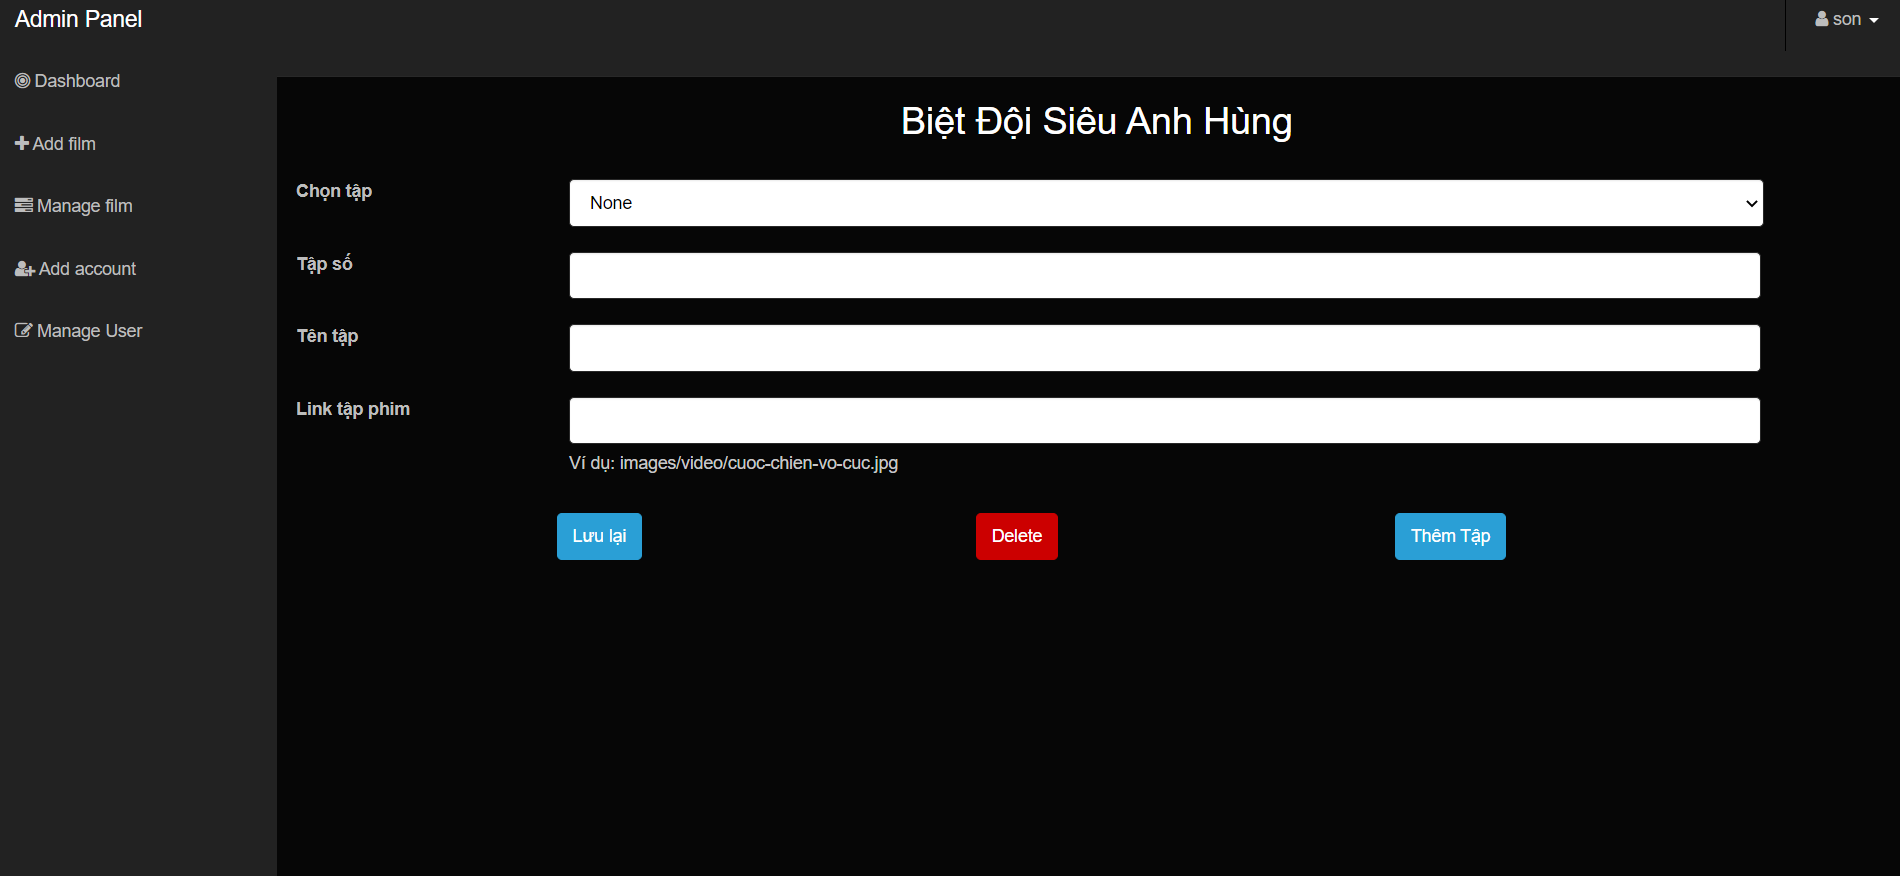 Admin Panel
son
Dashboard
Add film
Manage film
Add account
Manage User
Biệt Đội Siêu Anh Hùng
Chọn tập
None
Tập số
Tên tập
Link tập phim
Ví dụ: images/video/cuoc-chien-vo-cuc.jpg
Lưu lại
Delete
Thêm Tập